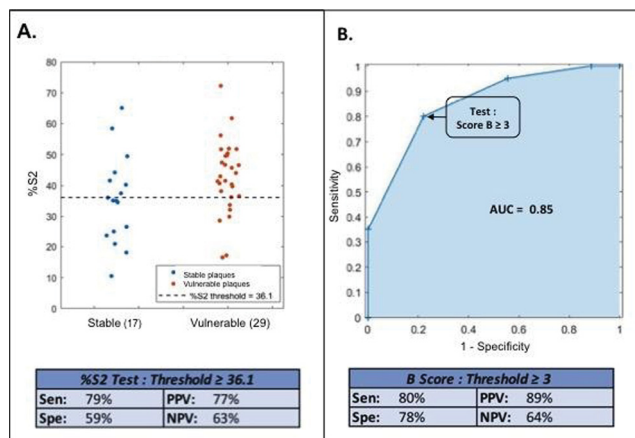 A.
80
70
60
50
40
30
20
10
0
%S2
Stable plaques
Vulnerable plaques
%S2 threshold = 36.1
Stable (17)
Vulnerable (29)
%S2 Test : Threshold ≥ 36.1
Sen: 79% PPV: 77%
Spe: 59% NPV: 63%
B.
1
0.9
0.8
0.7
0.6
0.5
0.4
0.3
0.2
0.1
0
Sensitivity
Test :
Score B ≥ 3
AUC = 0.85
0 0.2 0.4 0.6 0.8 1
1 - Specificity
B Score : Threshold ≥ 3
Sen: 80% PPV: 89%
Spe: 78% NPV: 64%